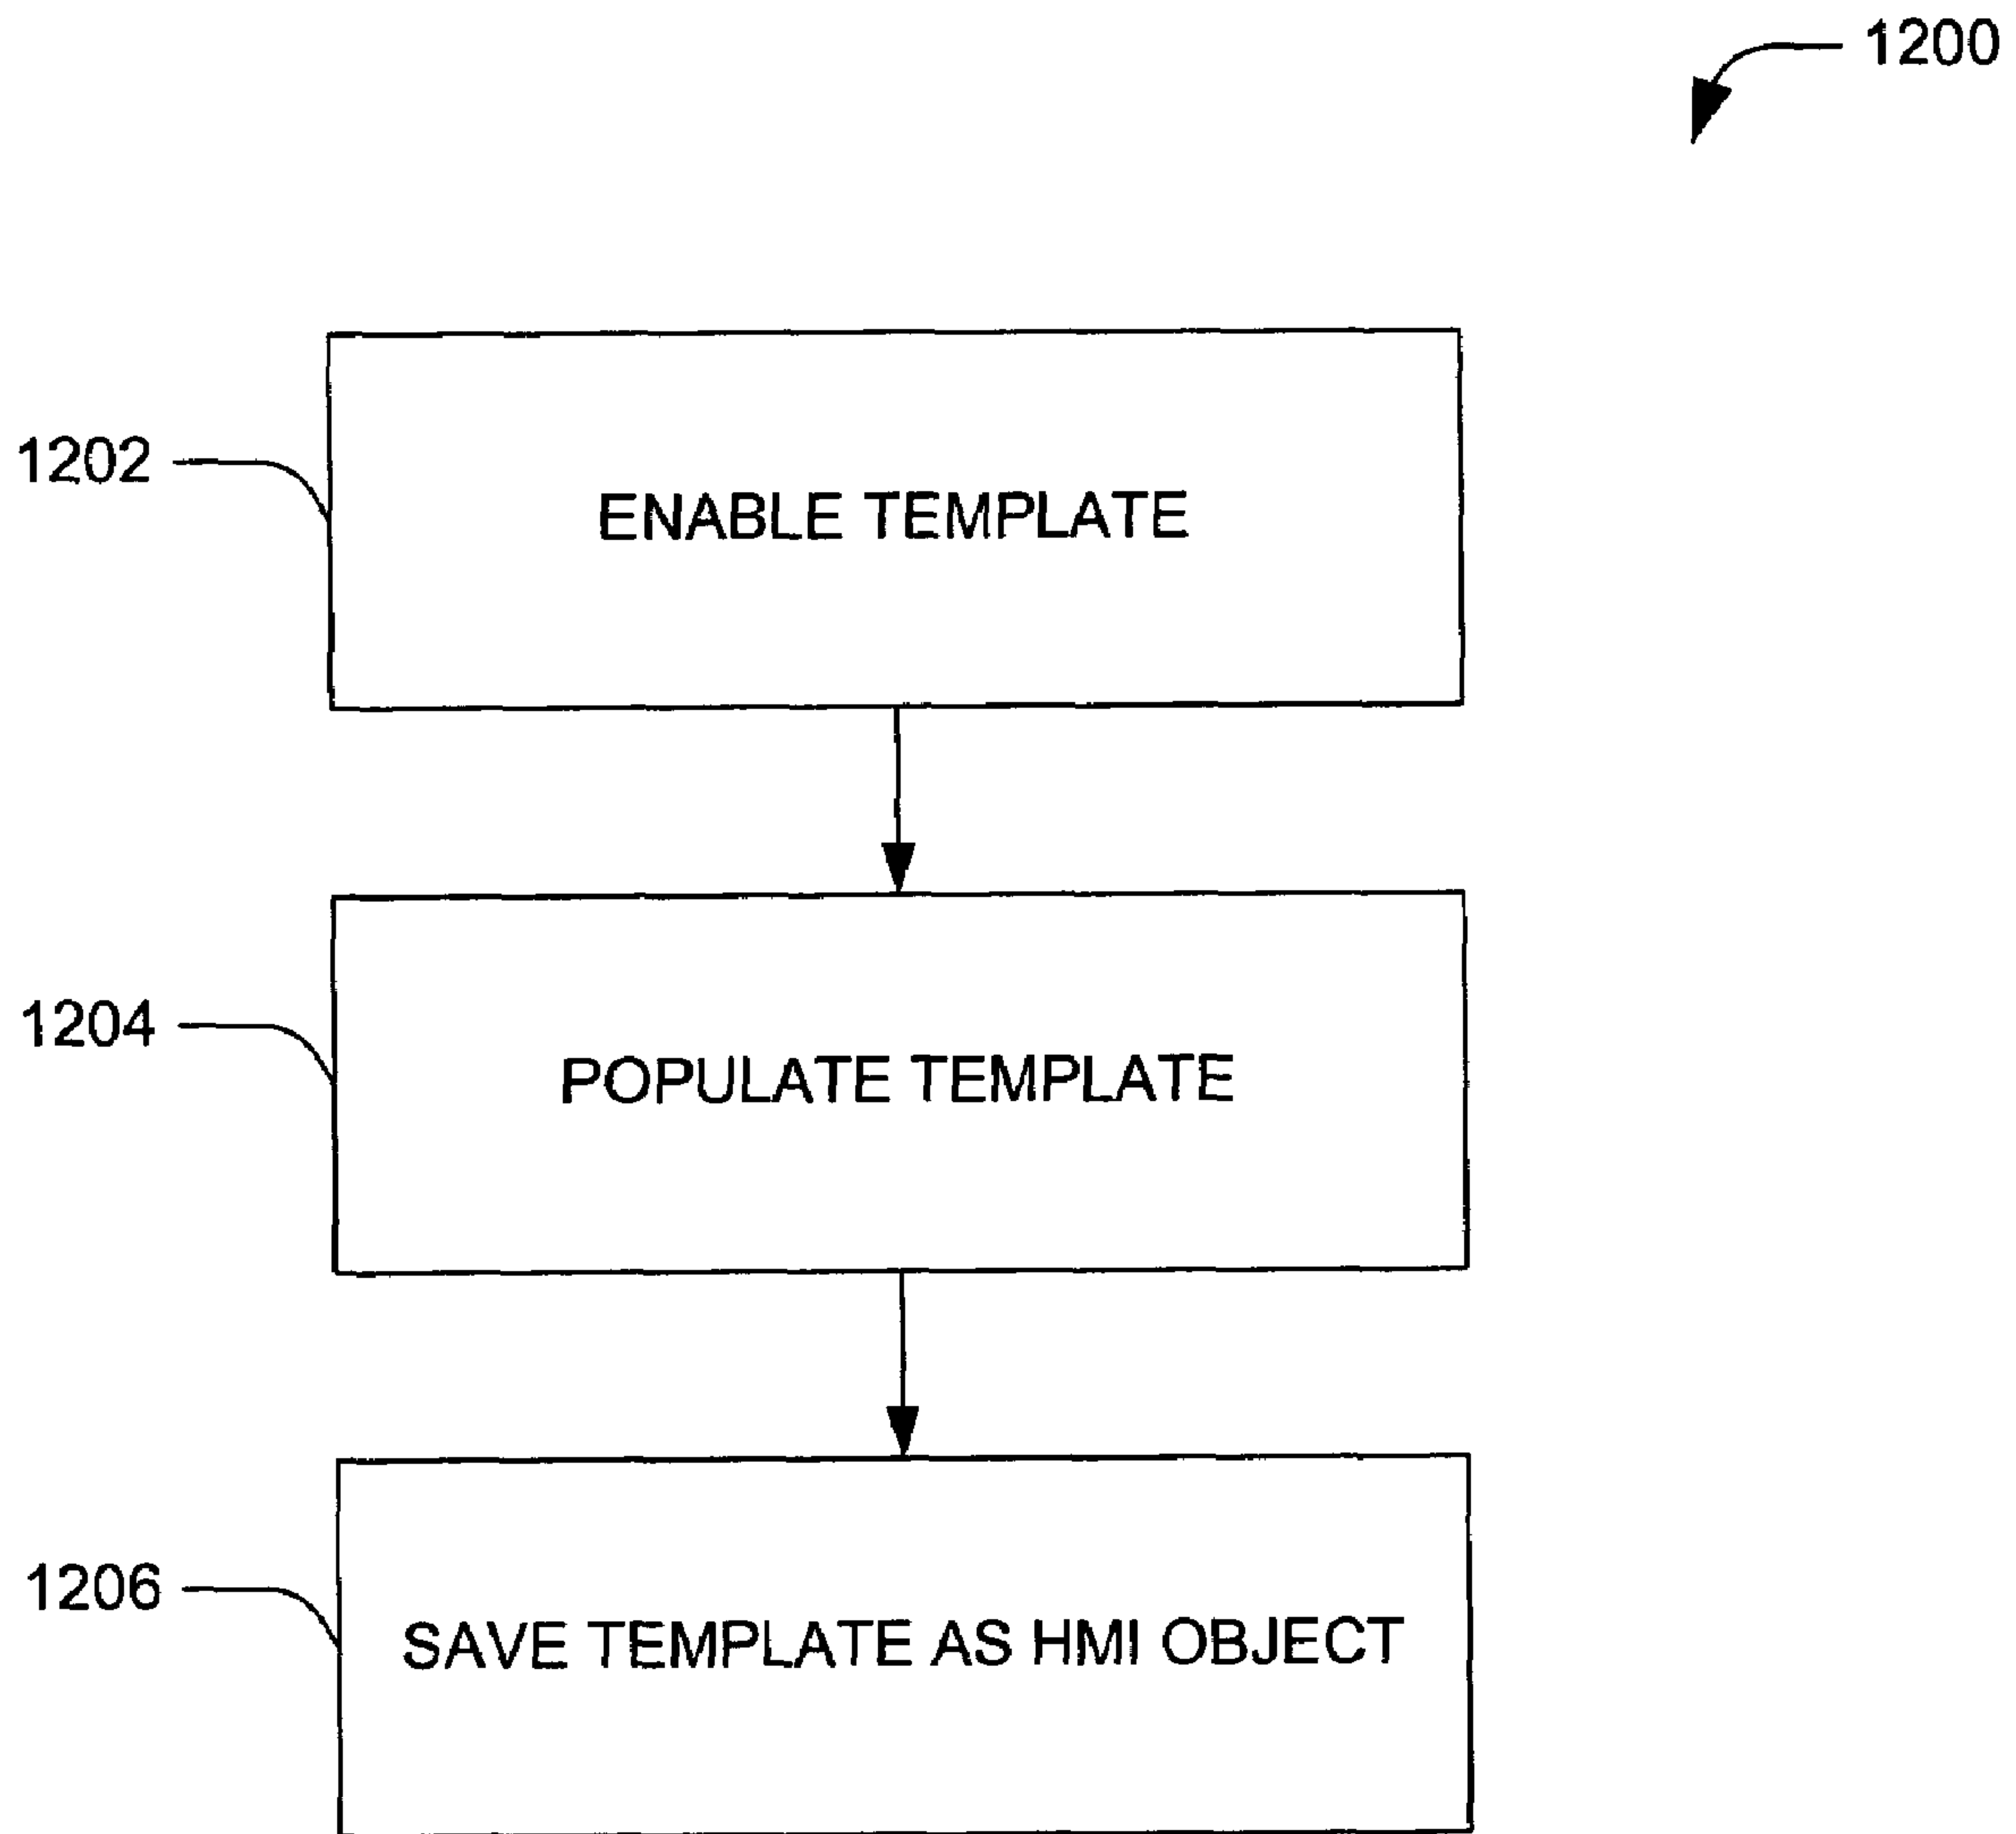 1200
1202
ENABLE TEMPLATE
1204
POPULATE TEMPLATE
1206
SAVE TEMPLATE AS HMI OBJECT